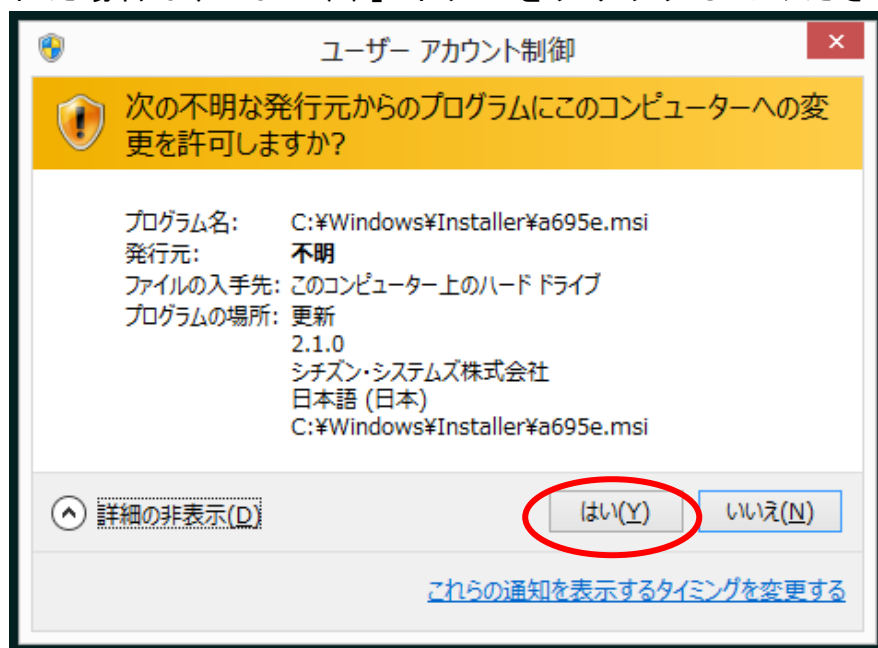 ユーザー アカウント制御
次の不明な発行元からのプログラムにこのコンピューターへの変
更を許可しますか?
プログラム名: C:¥Windows¥Installer¥a695e.msi
発行元: 不明
ファイルの入手先: このコンピューター上のハード ドライブ
プログラムの場所: 更新
2.1.0
シチズン・システムズ株式会社
日本語 (日本)
C:¥Windows¥Installer¥a695e.msi
詳細の非表示(D) はい(Y) いいえ(N)
これらの通知を表示するタイミングを変更する